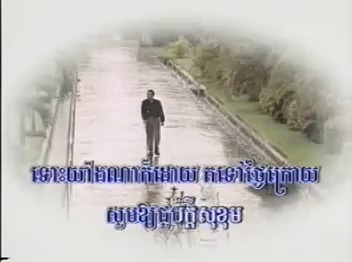 ទោះយ៉ាងណាក៏ដោយ តទៅថ្ងៃក្រោយ
សូមឱ្យជួបក្តីសុខុម